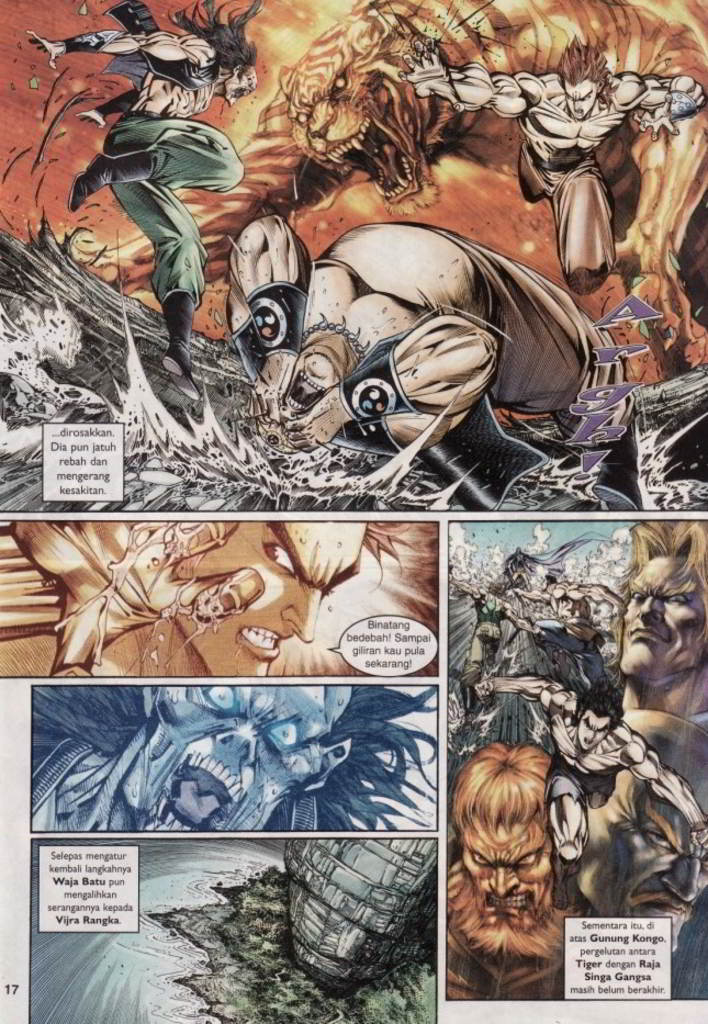 ...dirosakkan.
Dia pun jatuh
rebah dan
mengerang
kesakitan.
Argh!
Binatang
bedebah! Sampai
giliran kau pula
sekarang!
Selepas mengatur
kembali langkahnya
Waja Batu pun
mengalihkan
serangannya kepada
Vijra Rangka.
Sementara itu, di
atas Gunung Kongo,
pergelutan antara
Tiger dengan Raja
Singa Gangsa
masih belum berakhir.
17